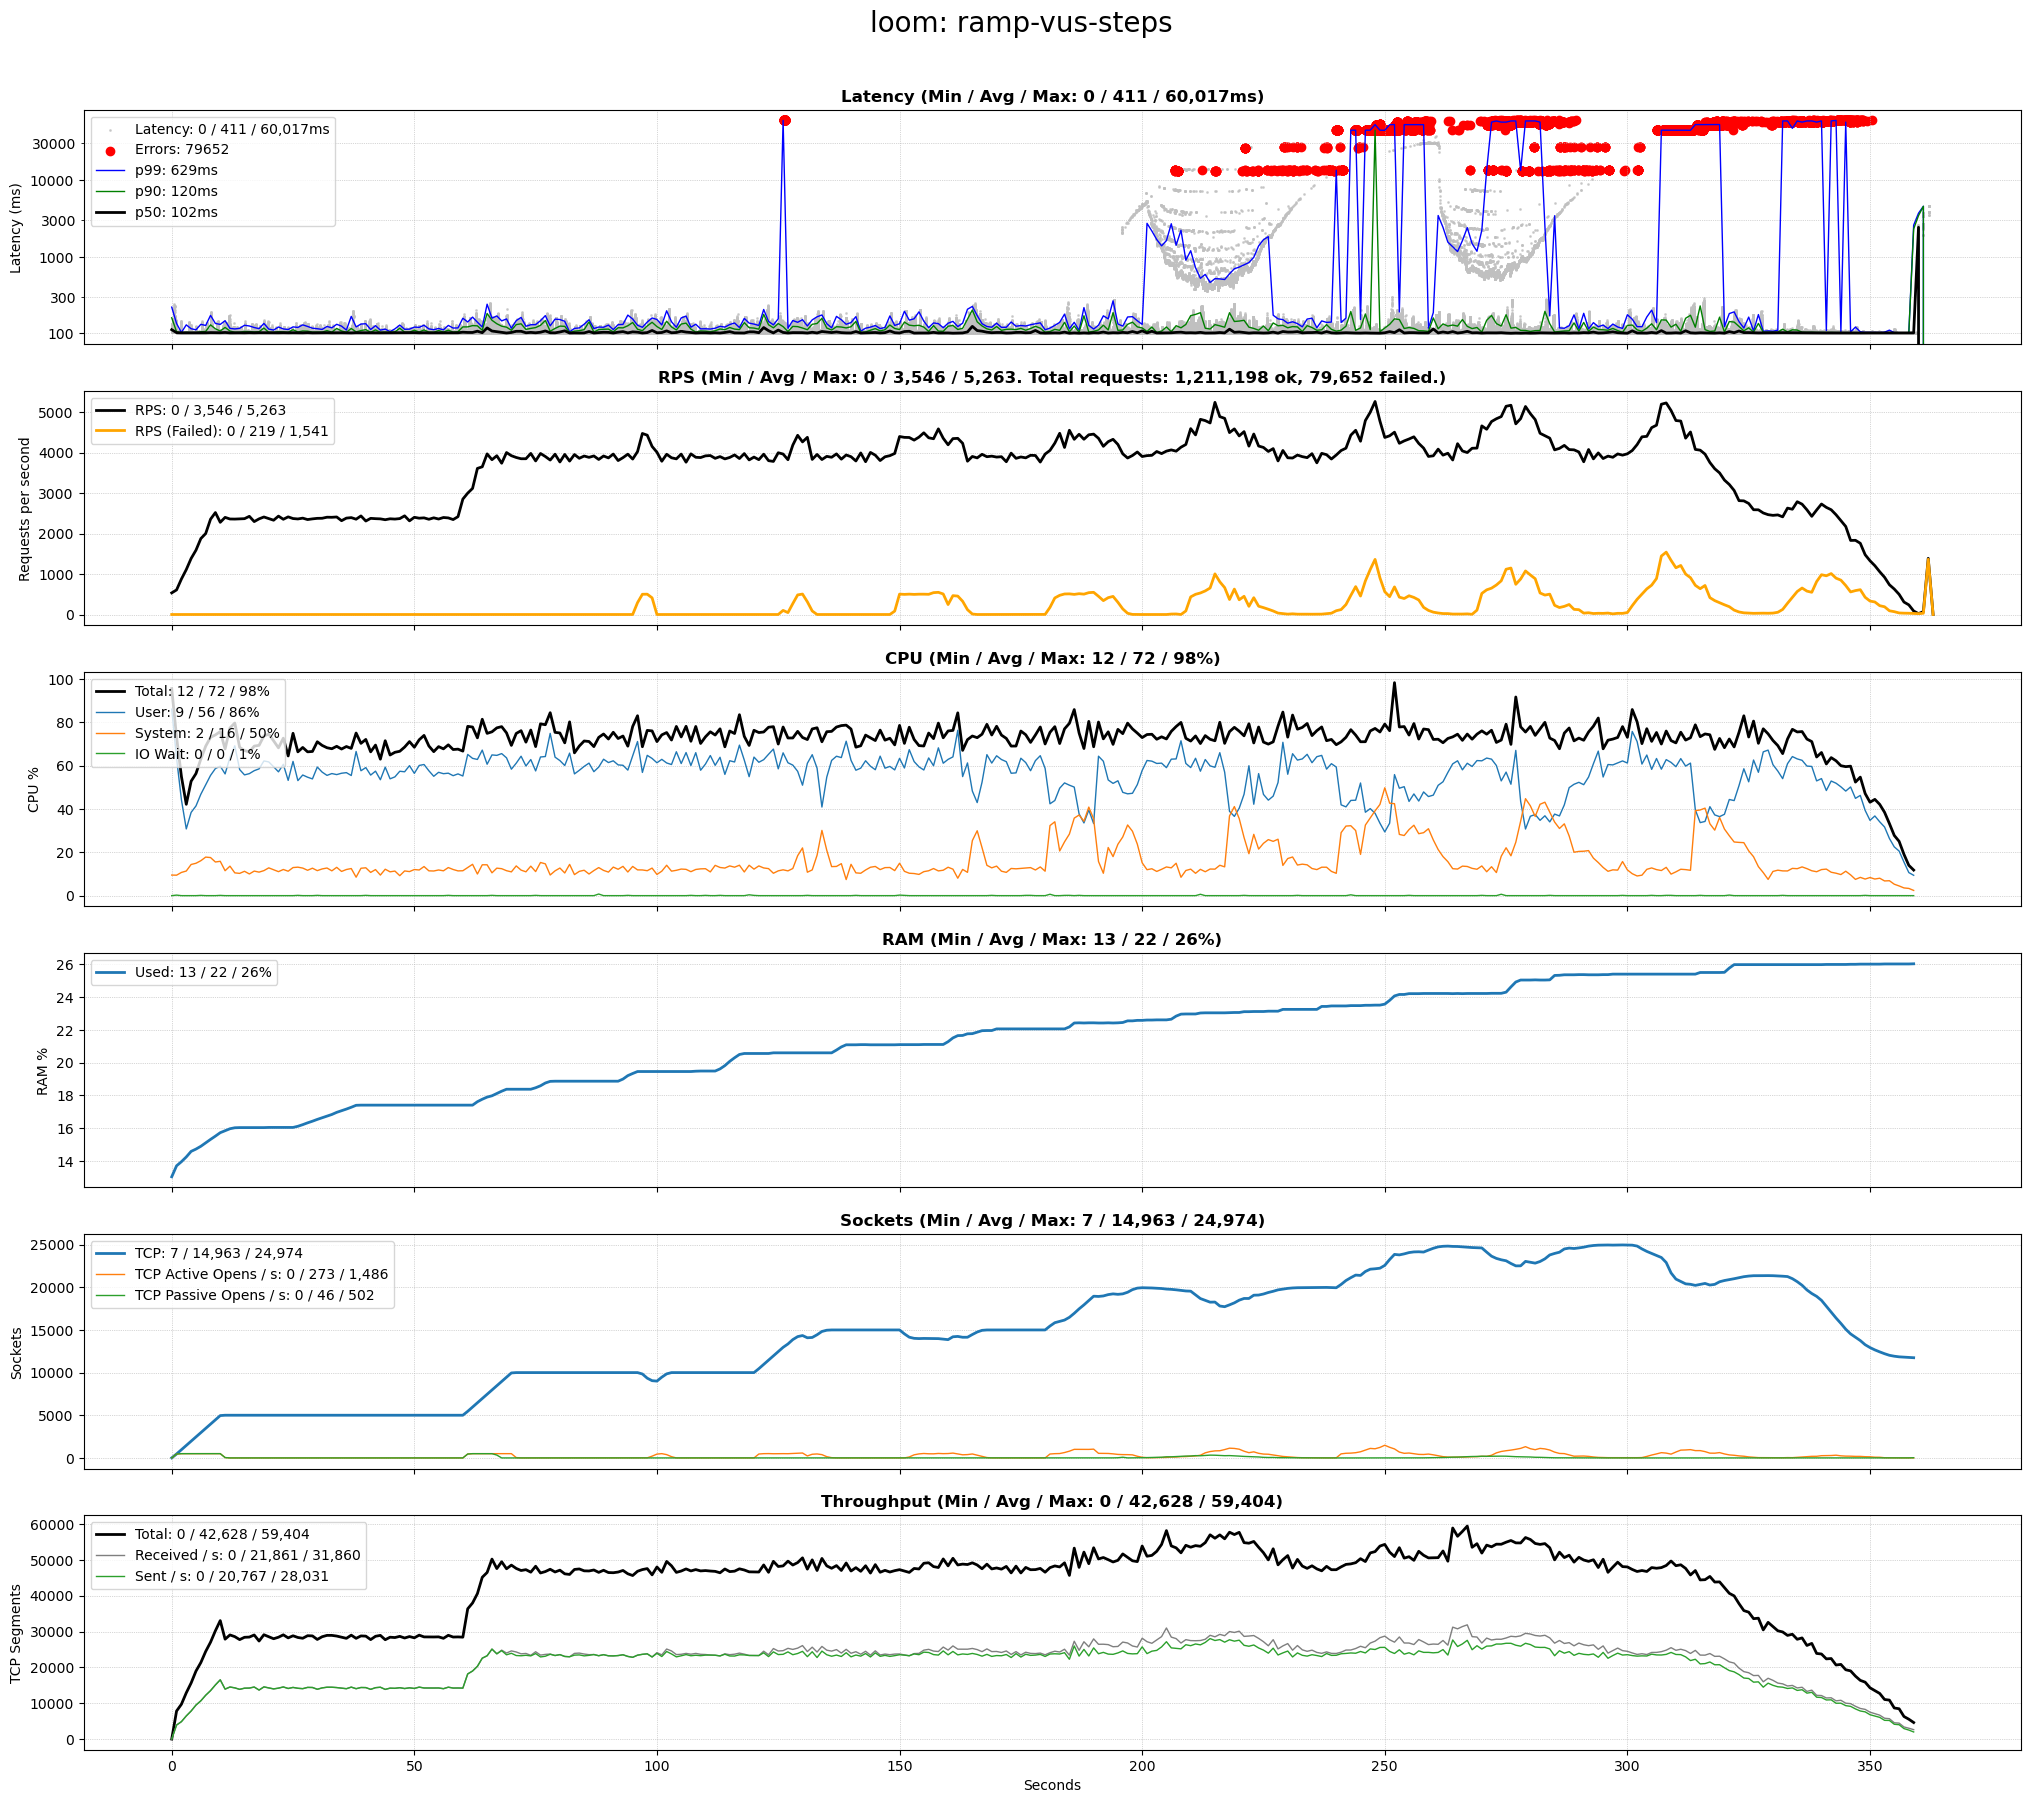 loom: ramp-vus-steps
Latency (Min / Avg / Max: 0 / 411 / 60,017ms)
Latency (ms)
30000
10000
3000
1000
300
100
Latency: 0 / 411 / 60,017ms
Errors: 79652
p99: 629ms
p90: 120ms
p50: 102ms
RPS (Min / Avg / Max: 0 / 3,546 / 5,263. Total requests: 1,211,198 ok, 79,652 failed.)
Requests per second
5000
4000
3000
2000
1000
0
RPS: 0 / 3,546 / 5,263
RPS (Failed): 0 / 219 / 1,541
CPU (Min / Avg / Max: 12 / 72 / 98%)
CPU %
100
80
60
40
20
0
Total: 12 / 72 / 98%
User: 9 / 56 / 86%
System: 2 / 16 / 50%
IO Wait: 0 / 0 / 1%
RAM (Min / Avg / Max: 13 / 22 / 26%)
RAM %
26
24
22
20
18
16
14
Used: 13 / 22 / 26%
Sockets (Min / Avg / Max: 7 / 14,963 / 24,974)
Sockets
25000
20000
15000
10000
5000
0
TCP: 7 / 14,963 / 24,974
TCP Active Opens / s: 0 / 273 / 1,486
TCP Passive Opens / s: 0 / 46 / 502
Throughput (Min / Avg / Max: 0 / 42,628 / 59,404)
TCP Segments
60000
50000
40000
30000
20000
10000
0
Total: 0 / 42,628 / 59,404
Received / s: 0 / 21,861 / 31,860
Sent / s: 0 / 20,767 / 28,031
0 50 100 150 200 250 300 350
Seconds